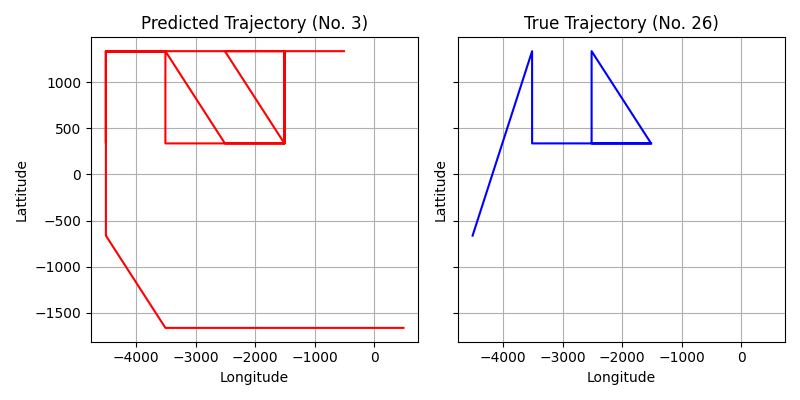 Predicted Trajectory (No. 3)
True Trajectory (No. 26)
Lattitude
1000
500
0
−500
−1000
−1500
−4000 −3000 −2000 −1000 0
Longitude
Lattitude
−4000 −3000 −2000 −1000 0
Longitude